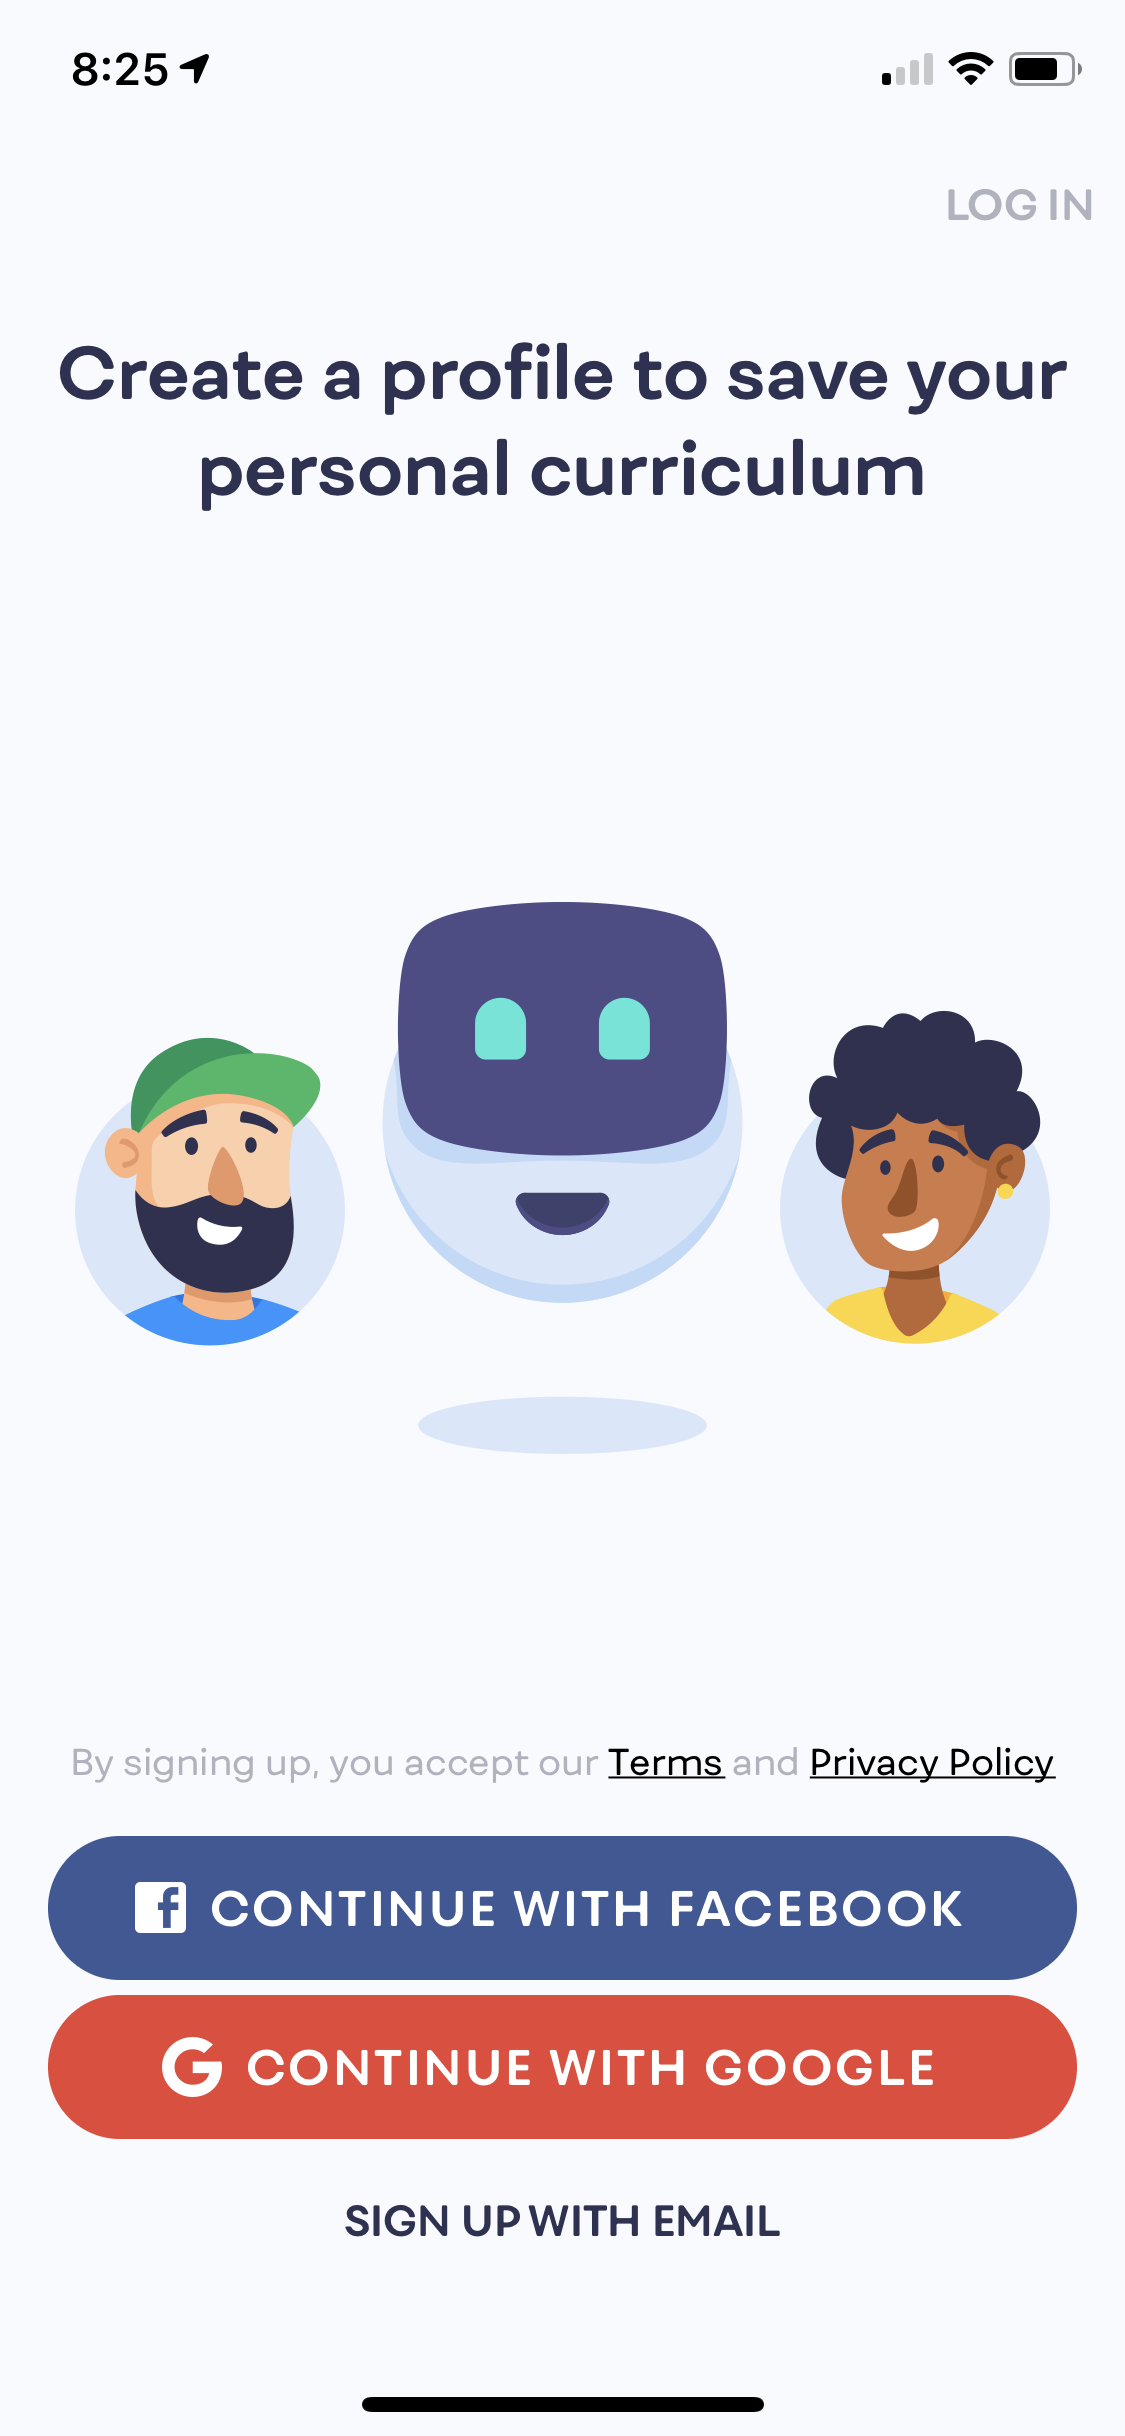 8:25
LOG IN
Create a profile to save your
personal curriculum
By signing up, you accept our Terms and Privacy Policy
CONTINUE WITH FACEBOOK
CONTINUE WITH GOOGLE
SIGN UP WITH EMAIL